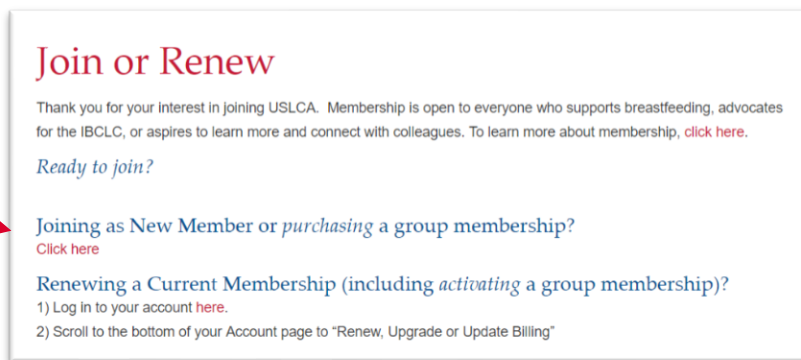 Join or Renew
Thank you for your interest in joining USLCA.  Membership is open to everyone who supports breastfeeding, advocates
for the IBCLC, or aspires to learn more and connect with colleagues. To learn more about membership, click here.
Ready to join?
Joining as New Member or purchasing a group membership?
Click here
Renewing a Current Membership (including activating a group membership)?
1) Log in to your account here.
2) Scroll to the bottom of your Account page to “Renew, Upgrade or Update Billing”